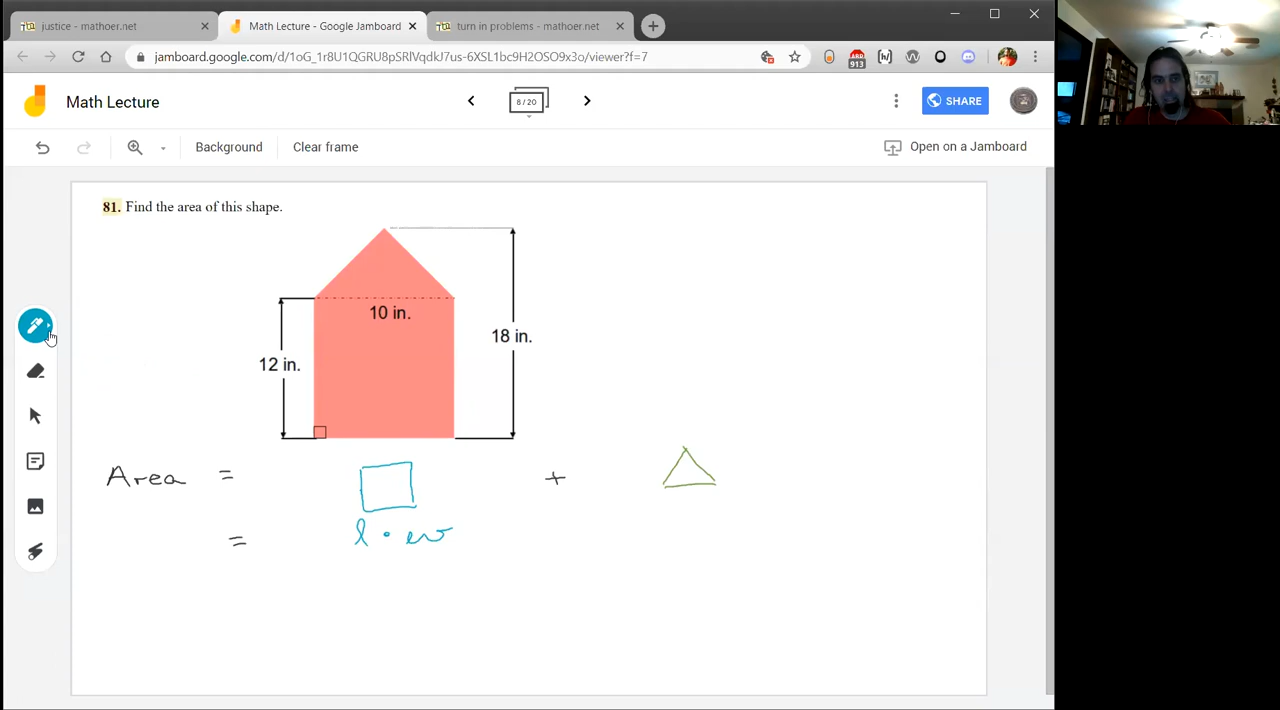 justice - mathoer.net
Math Lecture - Google Jamboard
turn in problems - mathoer.net
jamboard.google.com/d/1oG_1r8U1QGRU8pSRlVqdkJ7us-6XSL1bc9H2OSO9x3o/viewer?f=7
913
Math Lecture
8 / 20
SHARE
Background
Clear frame
Open on a Jamboard
81. Find the area of this shape.
10 in.
18 in.
12 in.
Area = +
= l · w